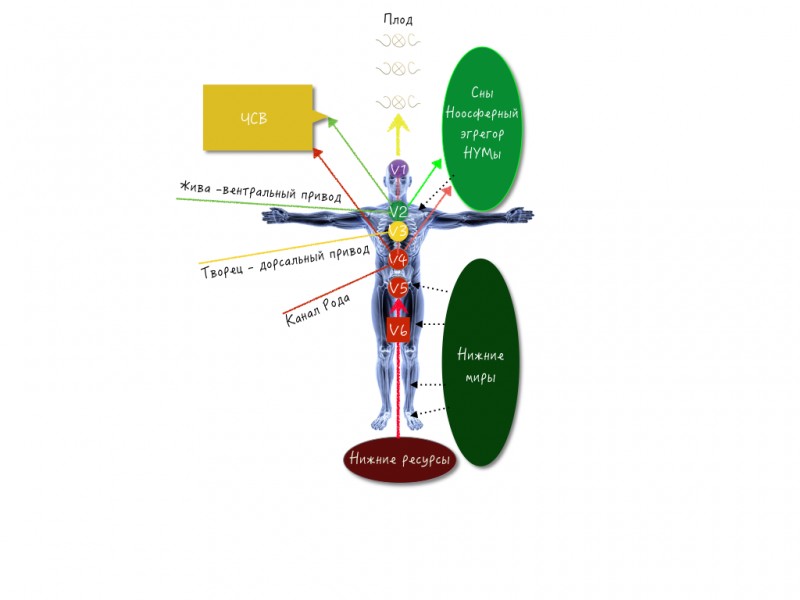 Плод
Сны
Ноосферный
эгрегор
НУМы
ЧСВ
V1
Жива -вентральный привод
V2
V3
Творец - дорсальный привод
V4
V5
Канал Рода
V6
Нижние
миры
Нижние ресурсы